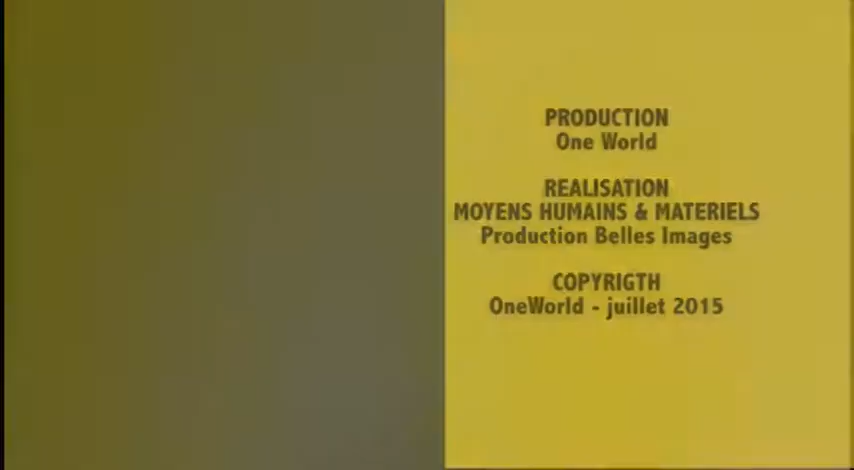 PRODUCTION
One World
REALISATION
MOYENS HUMAINS & MATERIELS
Production Belles Images
COPYRIGTH
OneWorld - juillet 2015